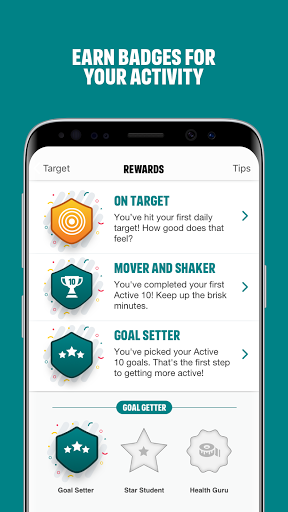 EARN BADGES FOR
YOUR ACTIVITY
Target REWARDS Tips
ON TARGET
You've hit your first daily
target! How good does that
feel?
10
MOVER AND SHAKER
You've completed your first
Active 10! Keep up the brisk
minutes.
GOAL SETTER
You've picked your Active
10 goals. That's the first step
to getting more active!
GOAL GETTER
Goal Setter Star Student Health Guru